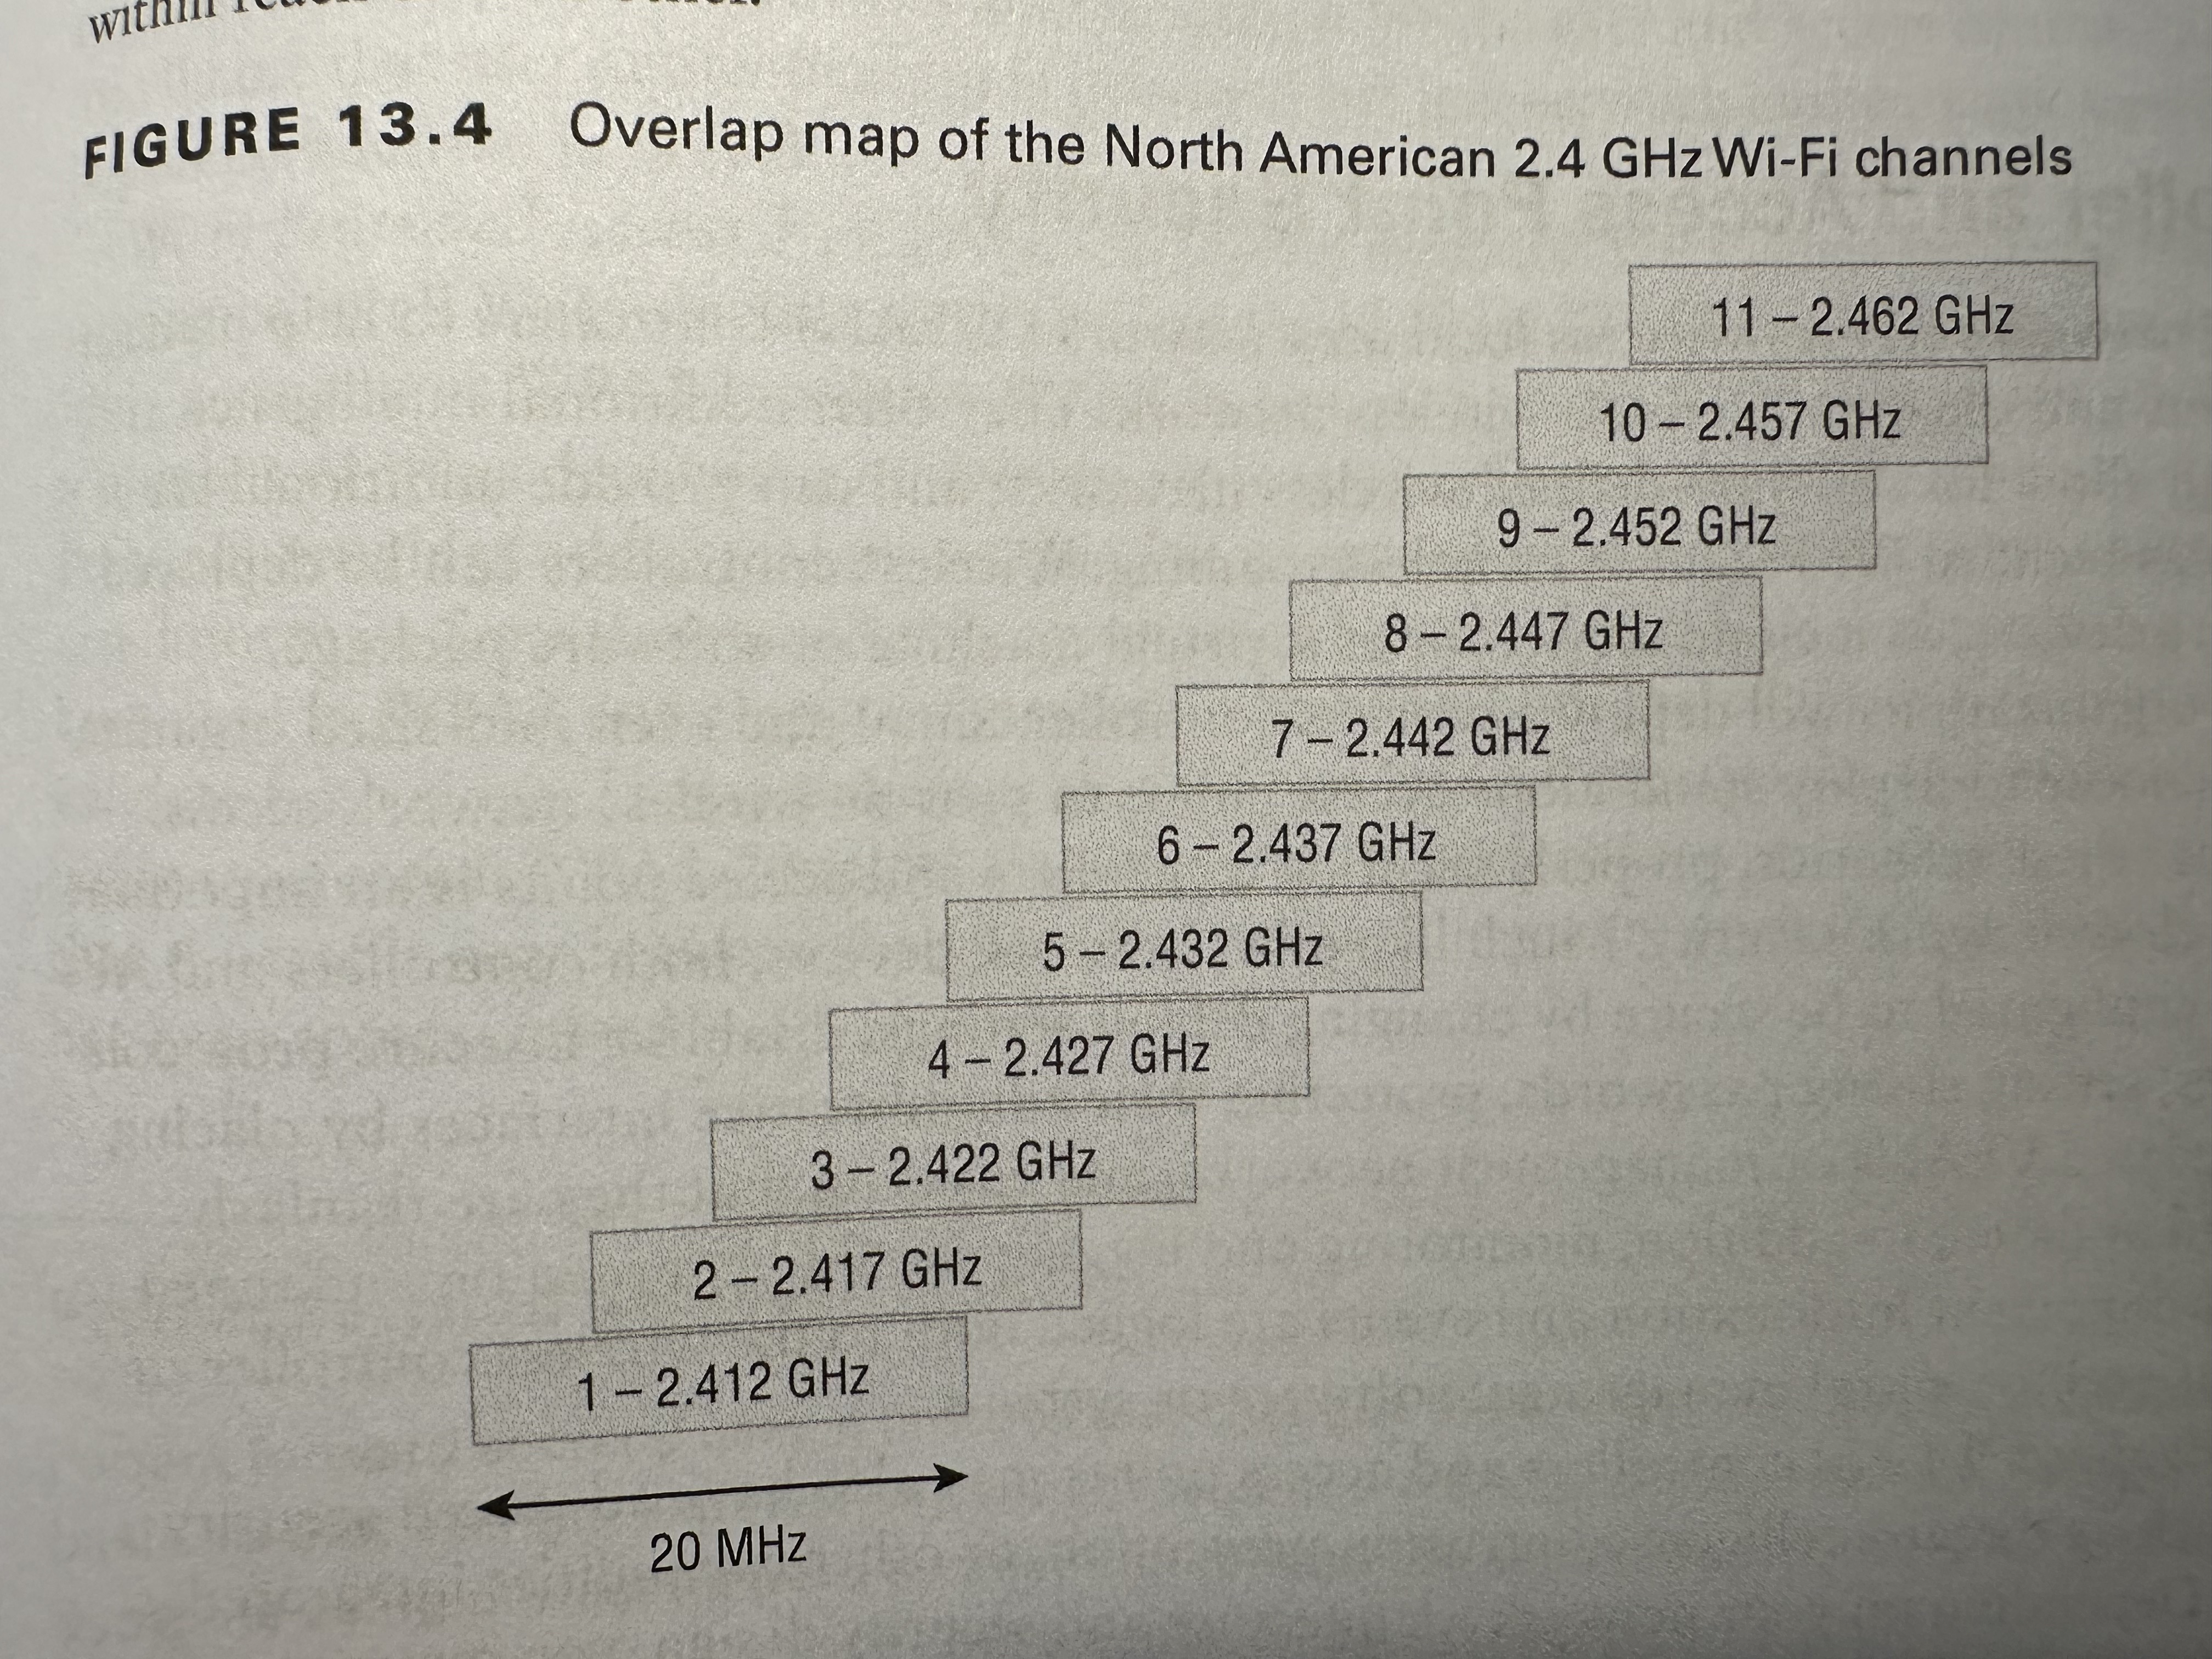 within
FIGURE 13.4 Overlap map of the North American 2.4 GHz Wi-Fi channels
11 – 2.462 GHz
10 – 2.457 GHz
9 – 2.452 GHz
8 – 2.447 GHz
7 – 2.442 GHz
6 – 2.437 GHz
5 – 2.432 GHz
4 – 2.427 GHz
3 – 2.422 GHz
2 – 2.417 GHz
1 – 2.412 GHz
20 MHz